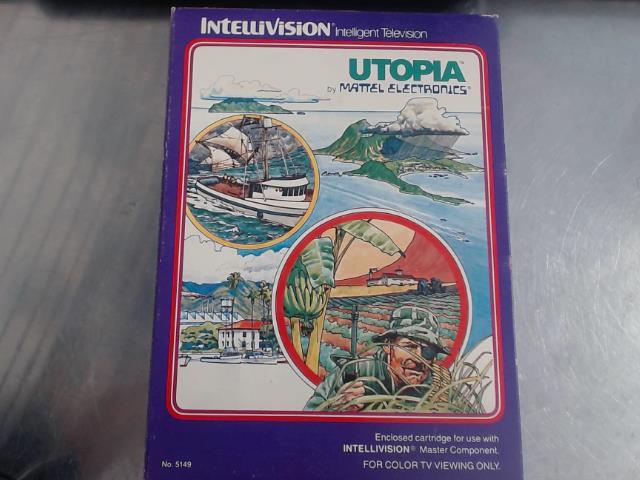 INTELLIVISION® Intelligent Television
UTOPIA™
by MATTEL ELECTRONICS®
Enclosed cartridge for use with
INTELLIVISION® Master Component.
No. 5149
FOR COLOR TV VIEWING ONLY.